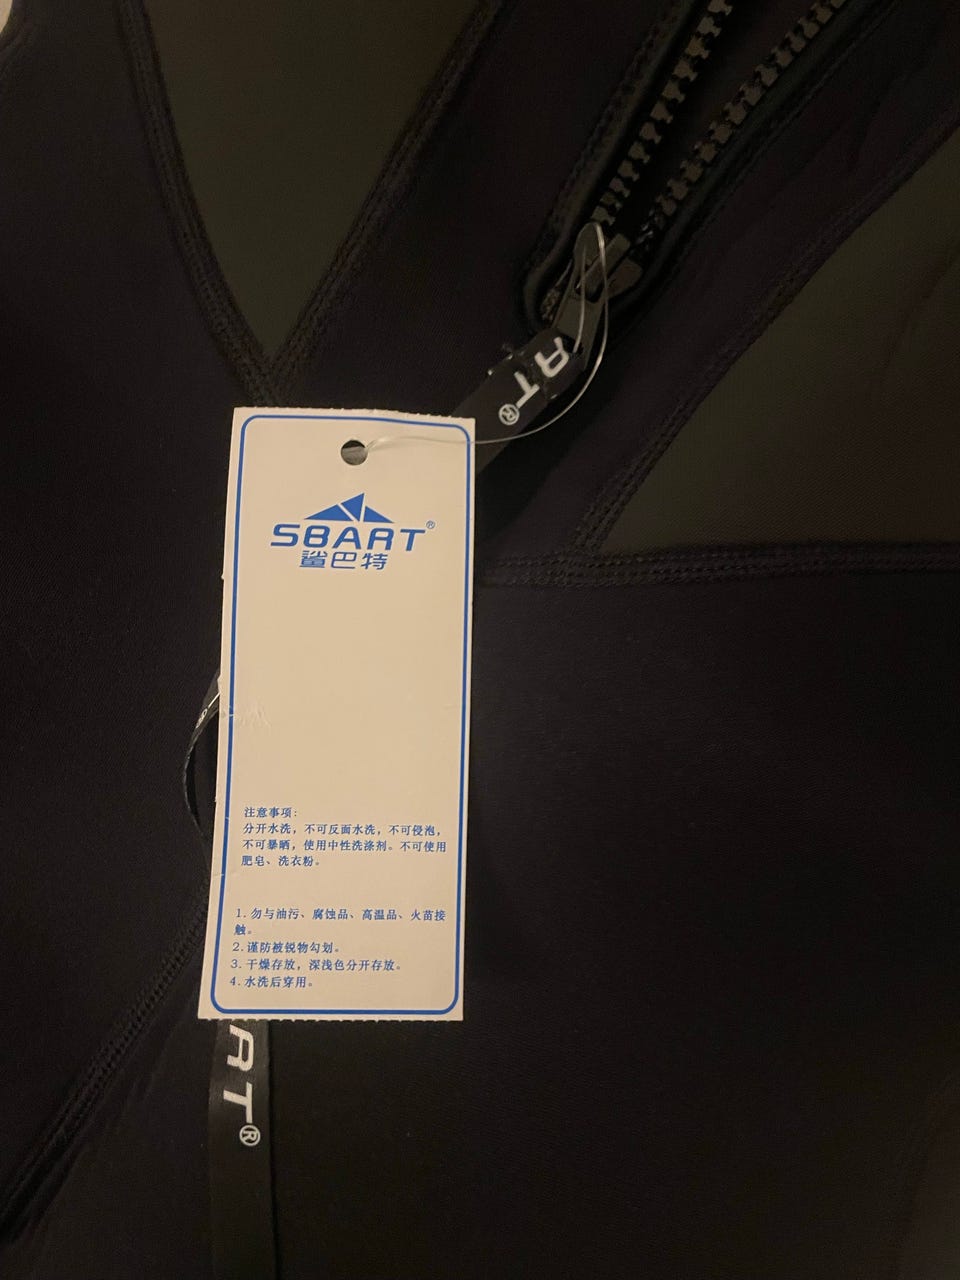 ART®
SBART®
鲨巴特
注意事项:
分开水洗，不可反面水洗，不可侵泡，
不可暴晒，使用中性洗涤剂。不可使用
肥皂、洗衣粉。
1.勿与油污、腐蚀品、高温品、火苗接
触。
2.谨防被锐物勾划。
3.干燥存放，深浅色分开存放。
4.水洗后穿用。
ART®